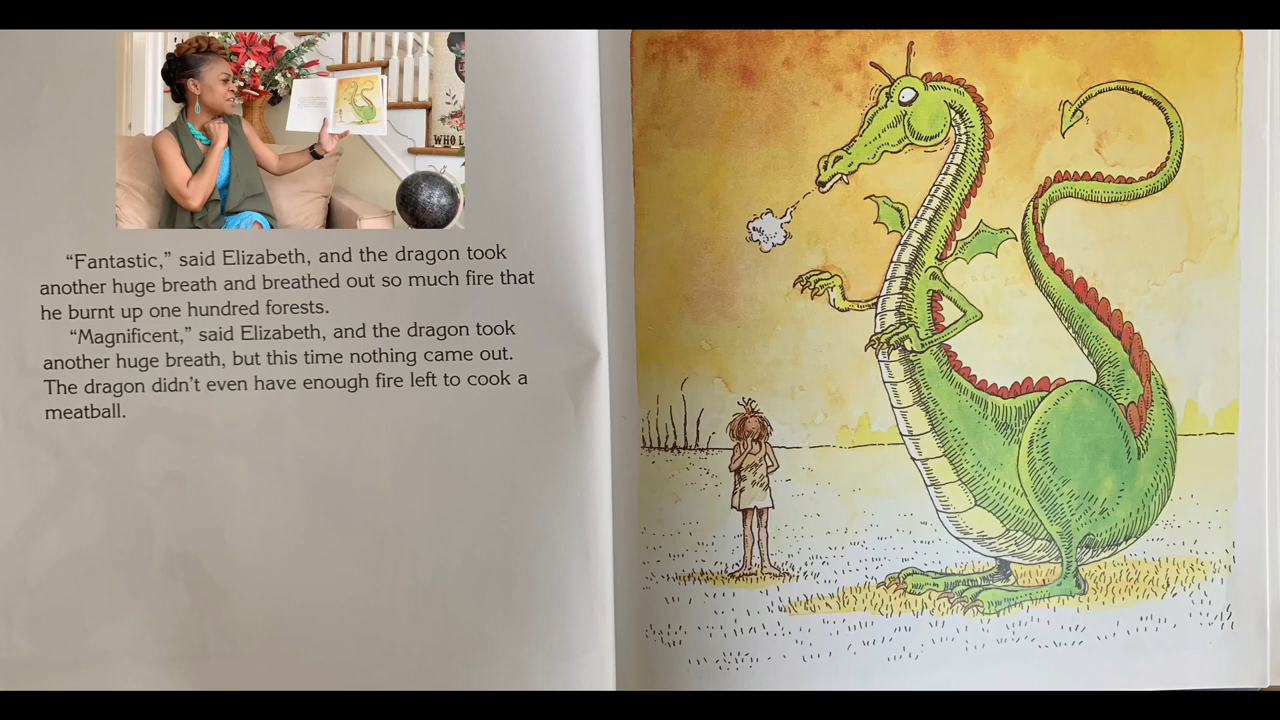 WHO L
“Fantastic,” said Elizabeth, and the dragon took
another huge breath and breathed out so much fire that
he burnt up one hundred forests.
“Magnificent,” said Elizabeth, and the dragon took
another huge breath, but this time nothing came out.
The dragon didn’t even have enough fire left to cook a
meatball.